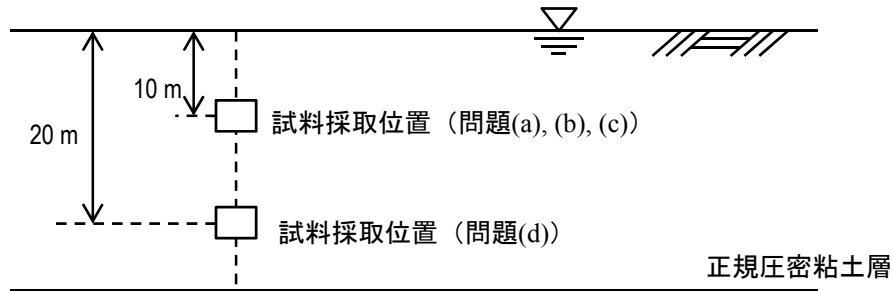 10 m
試料採取位置（問題(a), (b), (c)）
20 m
試料採取位置（問題(d)）
正規圧密粘土層